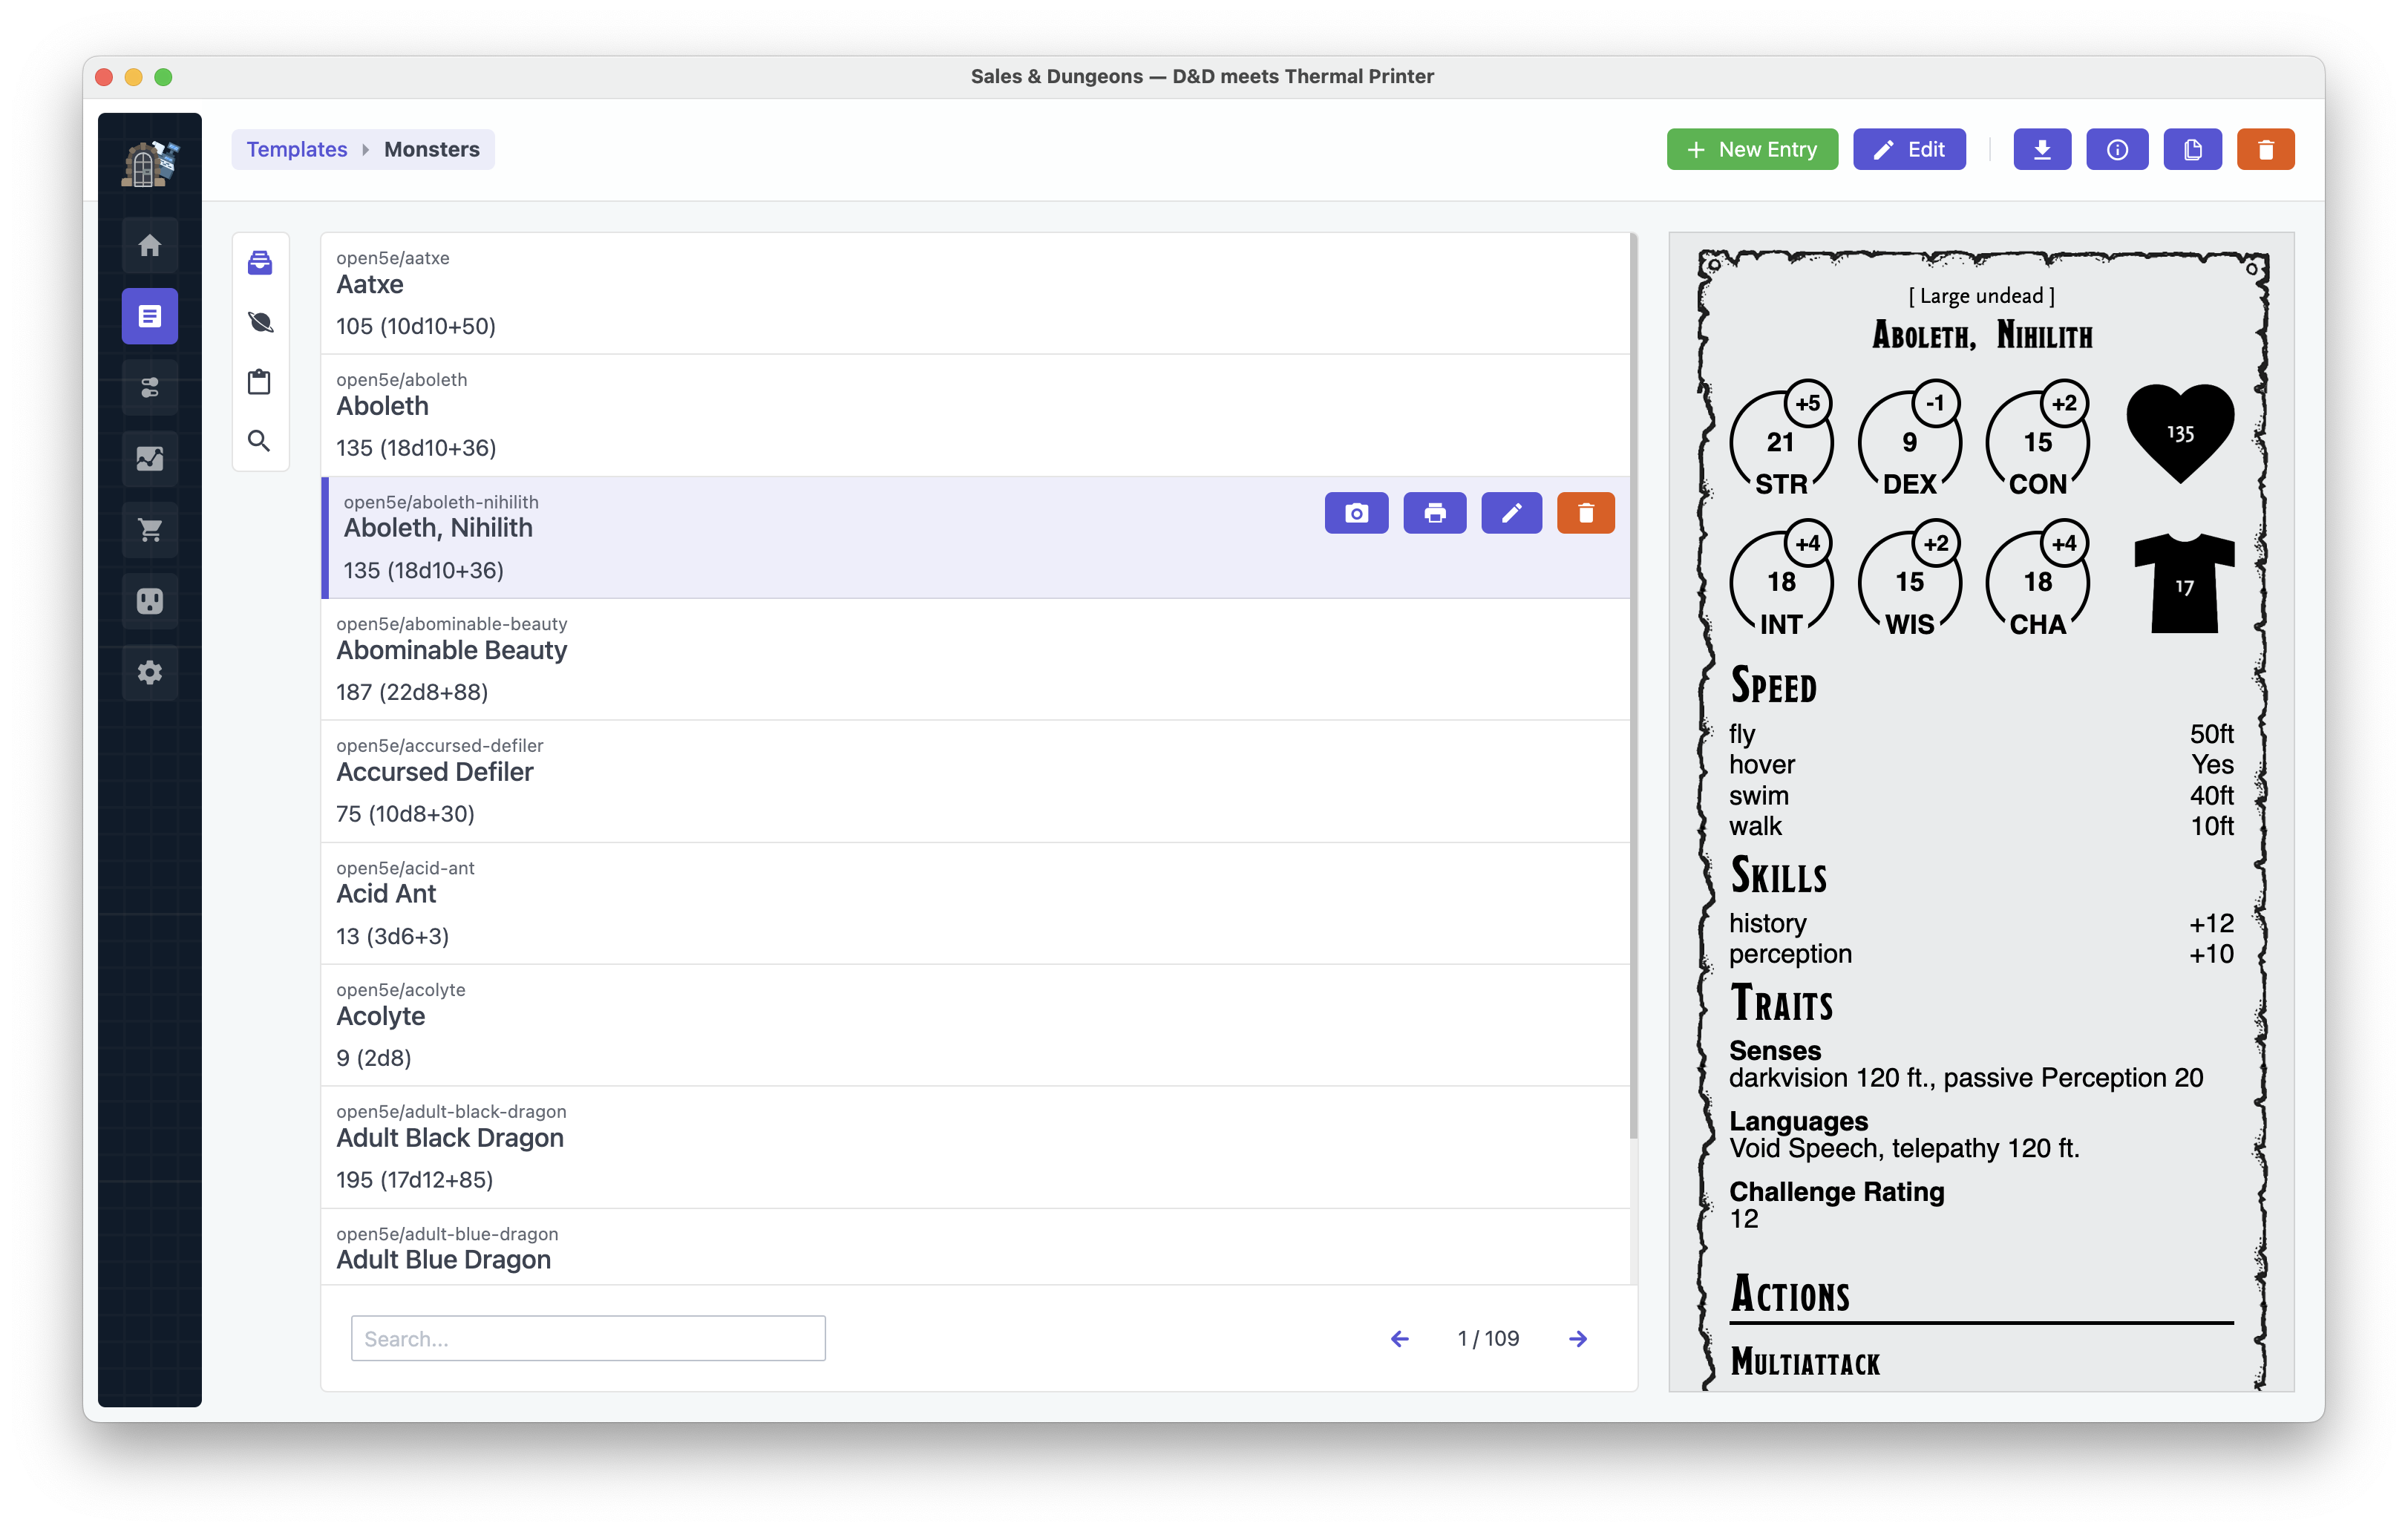 Sales & Dungeons — D&D meets Thermal Printer
Templates Monsters
New Entry
Edit
open5e/aatxe
Aatxe
105 (10d10+50)
open5e/aboleth
Aboleth
135 (18d10+36)
open5e/aboleth-nihilith
Aboleth, Nihilith
135 (18d10+36)
open5e/abominable-beauty
Abominable Beauty
187 (22d8+88)
open5e/accursed-defiler
Accursed Defiler
75 (10d8+30)
open5e/acid-ant
Acid Ant
13 (3d6+3)
open5e/acolyte
Acolyte
9 (2d8)
open5e/adult-black-dragon
Adult Black Dragon
195 (17d12+85)
open5e/adult-blue-dragon
Adult Blue Dragon
Search...
1 / 109
[ Large undead ]
Aboleth, Nihilith
+5 -1 +2
21 9 15 135
STR DEX CON
+4 +2 +4
18 15 18 17
INT WIS CHA
Speed
fly 50ft
hover Yes
swim 40ft
walk 10ft
Skills
history +12
perception +10
Traits
Senses
darkvision 120 ft., passive Perception 20
Languages
Void Speech, telepathy 120 ft.
Challenge Rating
12
Actions
Multiattack